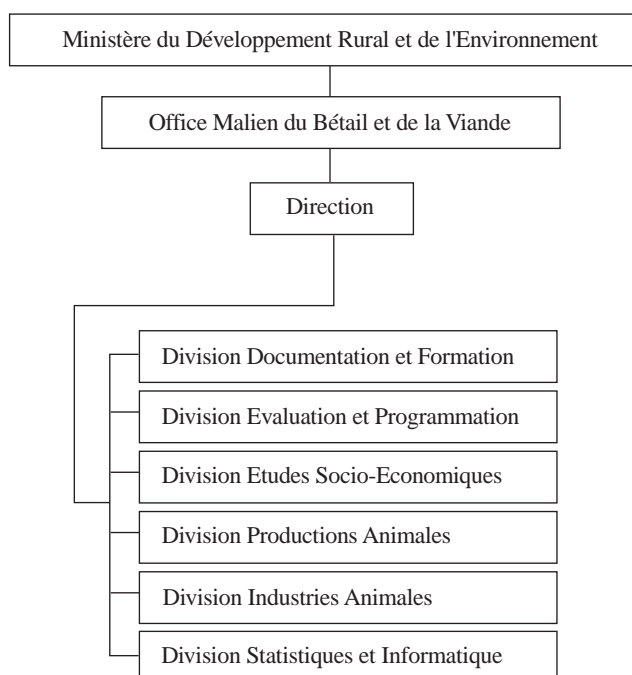 Ministère du Développement Rural et de l'Environnement
Office Malien du Bétail et de la Viande
Direction
Division Documentation et Formation
Division Evaluation et Programmation
Division Etudes Socio-Economiques
Division Productions Animales
Division Industries Animales
Division Statistiques et Informatique